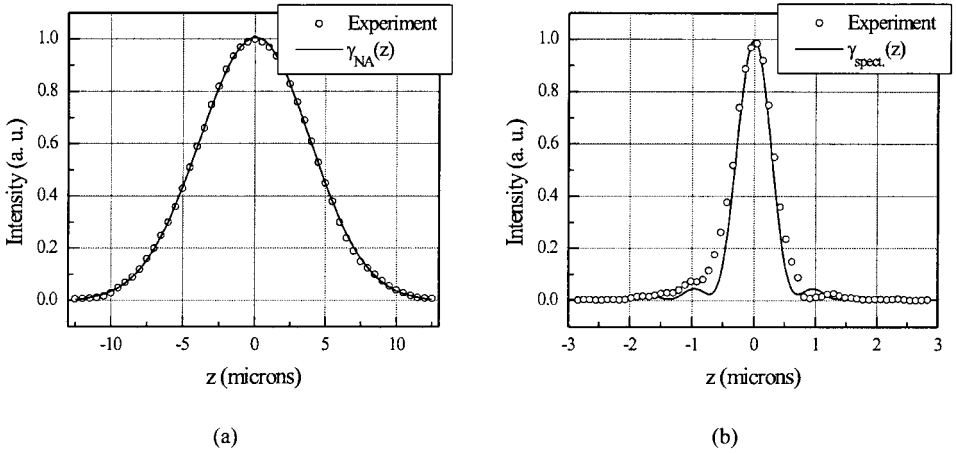 Experiment
γNA(z)
1.0
0.8
0.6
0.4
0.2
0.0
Intensity (a. u.)
-10
-5
0
5
10
z (microns)
(a)
Experiment
γspect.(z)
1.0
0.8
0.6
0.4
0.2
0.0
Intensity (a. u.)
-3
-2
-1
0
1
2
3
z (microns)
(b)